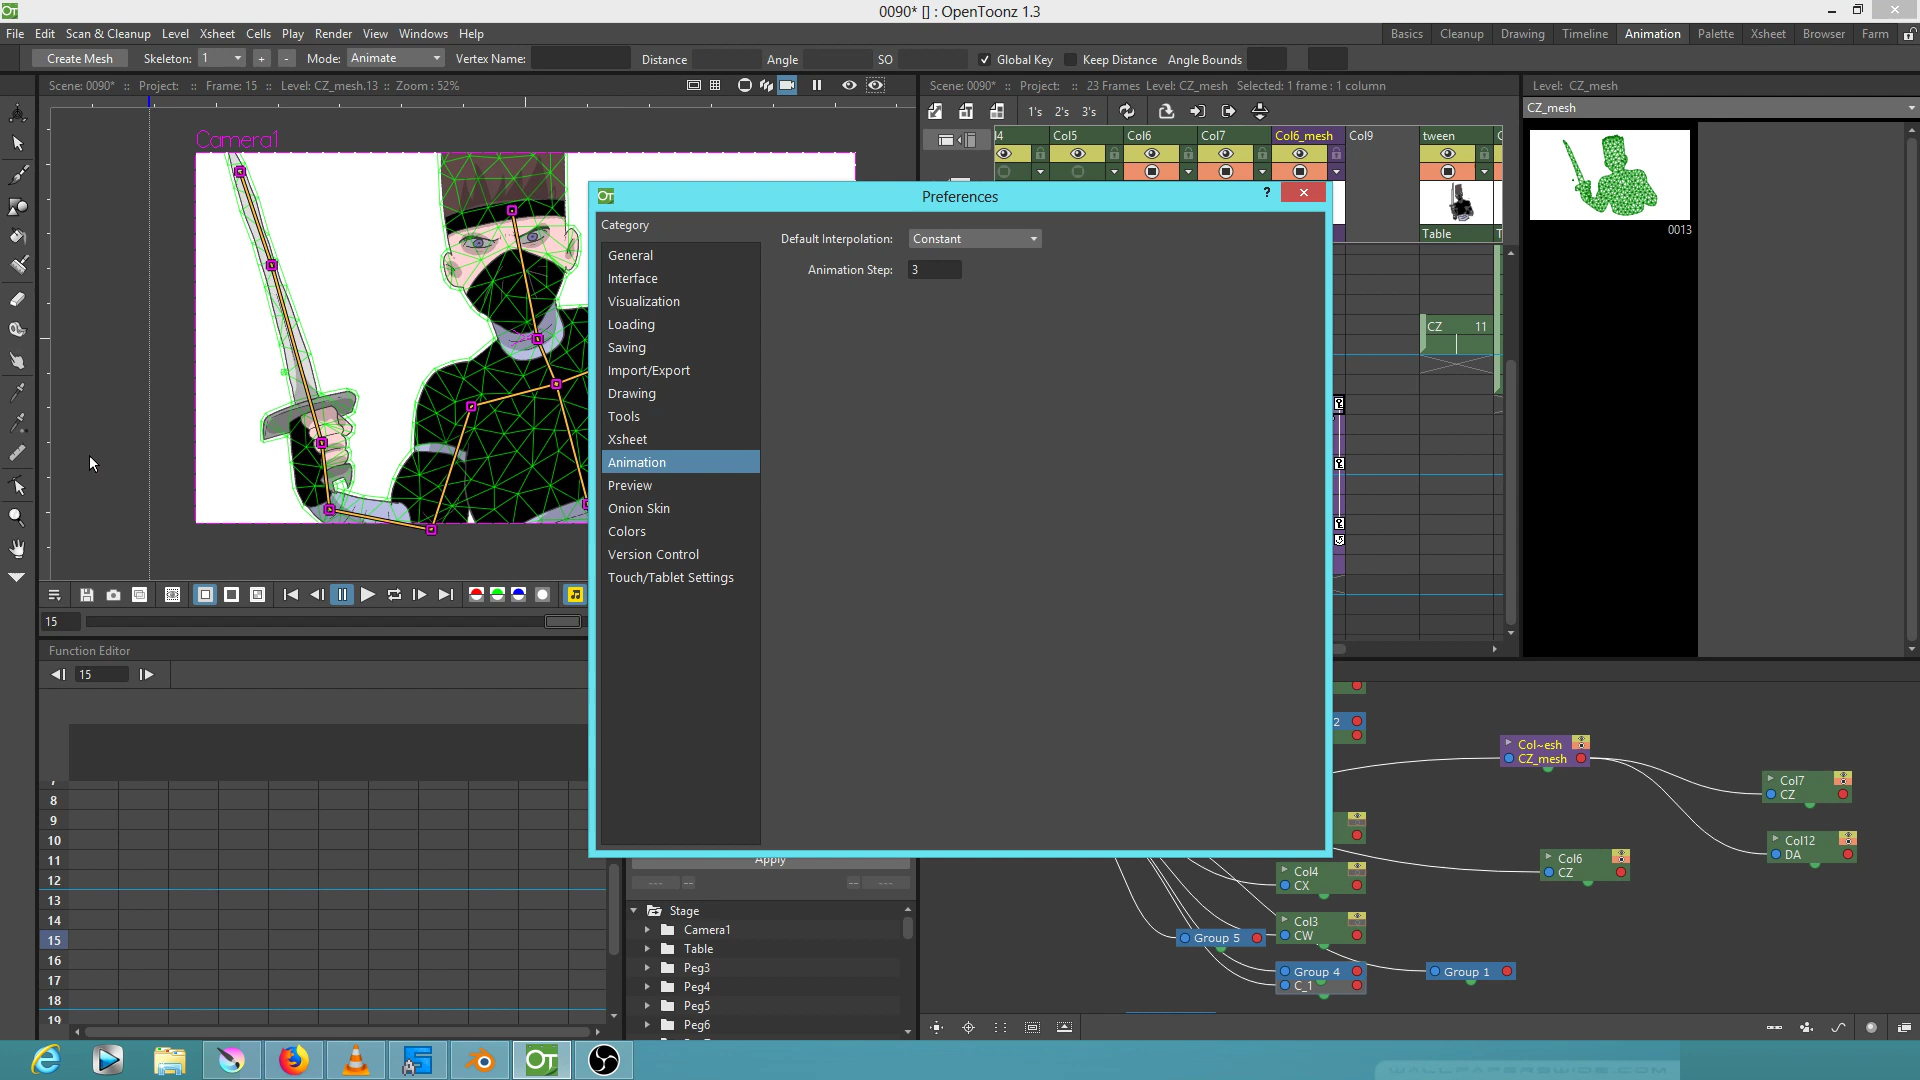 0090* [] : OpenToonz 1.3
File Edit Scan & Cleanup Level Xsheet Cells Play Render Panels View Windows Help
Basics Cleanup Drawing Timeline Animation Palette Xsheet Browser Farm
Create Mesh Skeleton: 1 + - Mode: Animate Vertex Name: Distance Angle SO Global Key Keep Distance Angle Bounds
Scene: 0090* :: Project: :: Frame: 15 :: Level: CZ_mesh.13 :: Zoom : 52%
Scene: 0090* :: Project: :: 23 Frames Level: CZ_mesh Selected: 1 frame : 1 column
Level: CZ_mesh
CZ_mesh
1's 2's 3's
Camera1
Col5 Col6 Col7 Col6_mesh Col9 tween
Table
0013
CZ 11
Preferences
?
Category
General
Interface
Visualization
Loading
Saving
Import/Export
Drawing
Tools
Xsheet
Animation
Preview
Onion Skin
Colors
Version Control
Touch/Tablet Settings
Default Interpolation: Constant
Animation Step: 3
15
Function Editor
15
8
9
10
11
12
13
14
15
16
17
18
19
Apply
--- -- -- ---
Stage
Camera1
Table
Peg3
Peg4
Peg5
Peg6
2
Col~esh
CZ_mesh
Col7
CZ
Col12
DA
Col6
CZ
Col4
CX
Col3
CW
Group 5
Group 4
C_1
Group 1
WALLPAPERSWIDE.COM